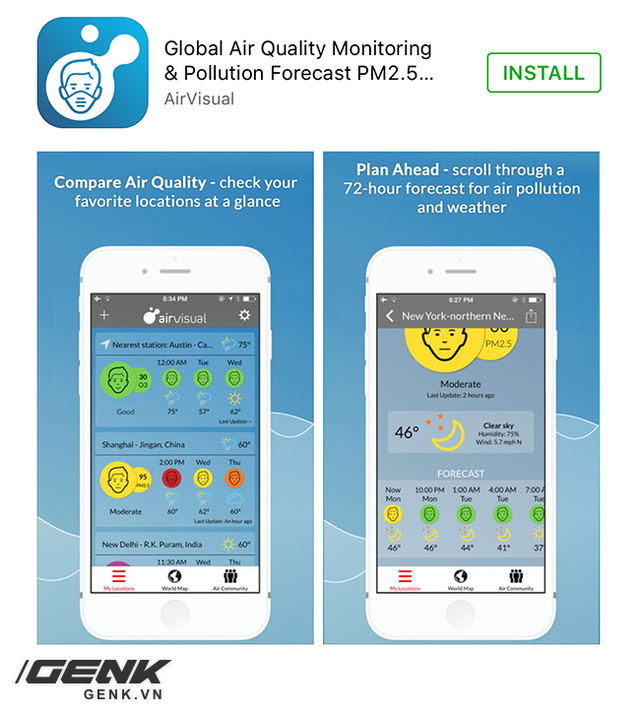 Global Air Quality Monitoring
& Pollution Forecast PM2.5...
AirVisual
INSTALL
Compare Air Quality - check your
favorite locations at a glance
8:34 PM
airvisual
Nearest station: Austin - Ca... 75°
12:00 AM Tue Wed
30
O3
Good 75° 57° 62°
Last Update: -
Shanghai - Jingan, China 60°
2:00 PM Wed Thu
95
PM2.5
Moderate 60° 62° 60°
Last Update: An hour ago
New Delhi - R.K. Puram, India 60°
11:30 AM Wed Thu
My Locations World Map Air Community
Plan Ahead - scroll through a
72-hour forecast for air pollution
and weather
8:27 PM
New York-northern Ne...
PM2.5
Moderate
Last Update: 2 hours ago
46°
Clear sky
Humidity: 75%
Wind: 5.7 mph N
FORECAST
Now 10:00 PM 1:00 AM 4:00 AM 7:00 A
Mon Mon Tue Tue Tue
46° 46° 44° 41° 37°
My Locations World Map Air Community
GENK
GENK.VN